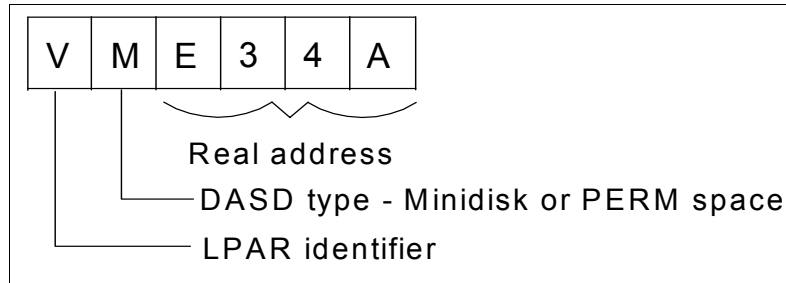 V M E 3 4 A
Real address
DASD type - Minidisk or PERM space
LPAR identifier